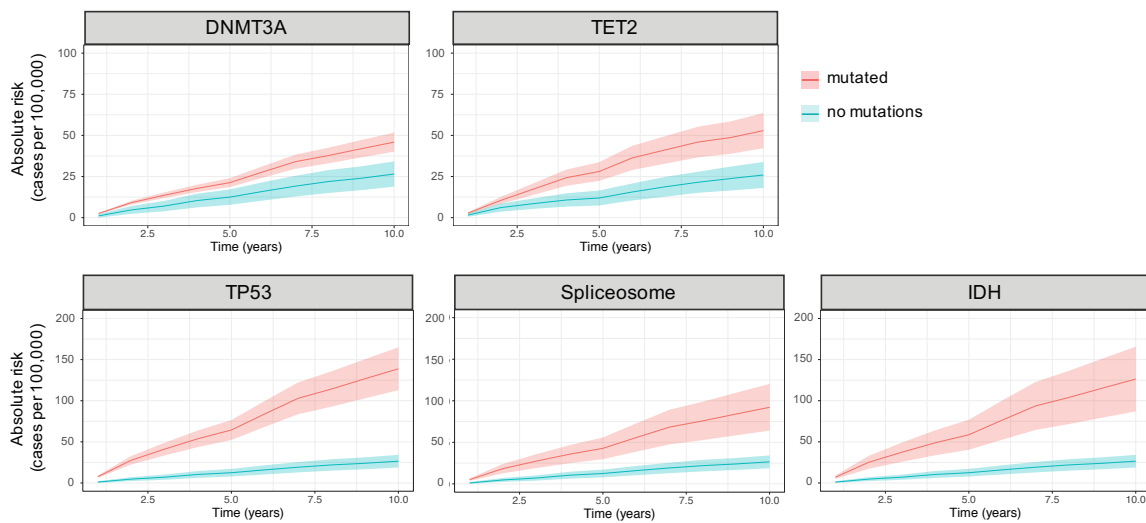 DNMT3A
TET2
Absolute risk
(cases per 100,000)
100
75
50
25
0
2.5
5.0
7.5
10.0
Time (years)
100
75
50
25
0
2.5
5.0
7.5
10.0
Time (years)
mutated
no mutations
TP53
Spliceosome
IDH
Absolute risk
(cases per 100,000)
200
150
100
50
0
2.5
5.0
7.5
10.0
Time (years)
200
150
100
50
0
2.5
5.0
7.5
10.0
Time (years)
200
150
100
50
0
2.5
5.0
7.5
10.0
Time (years)